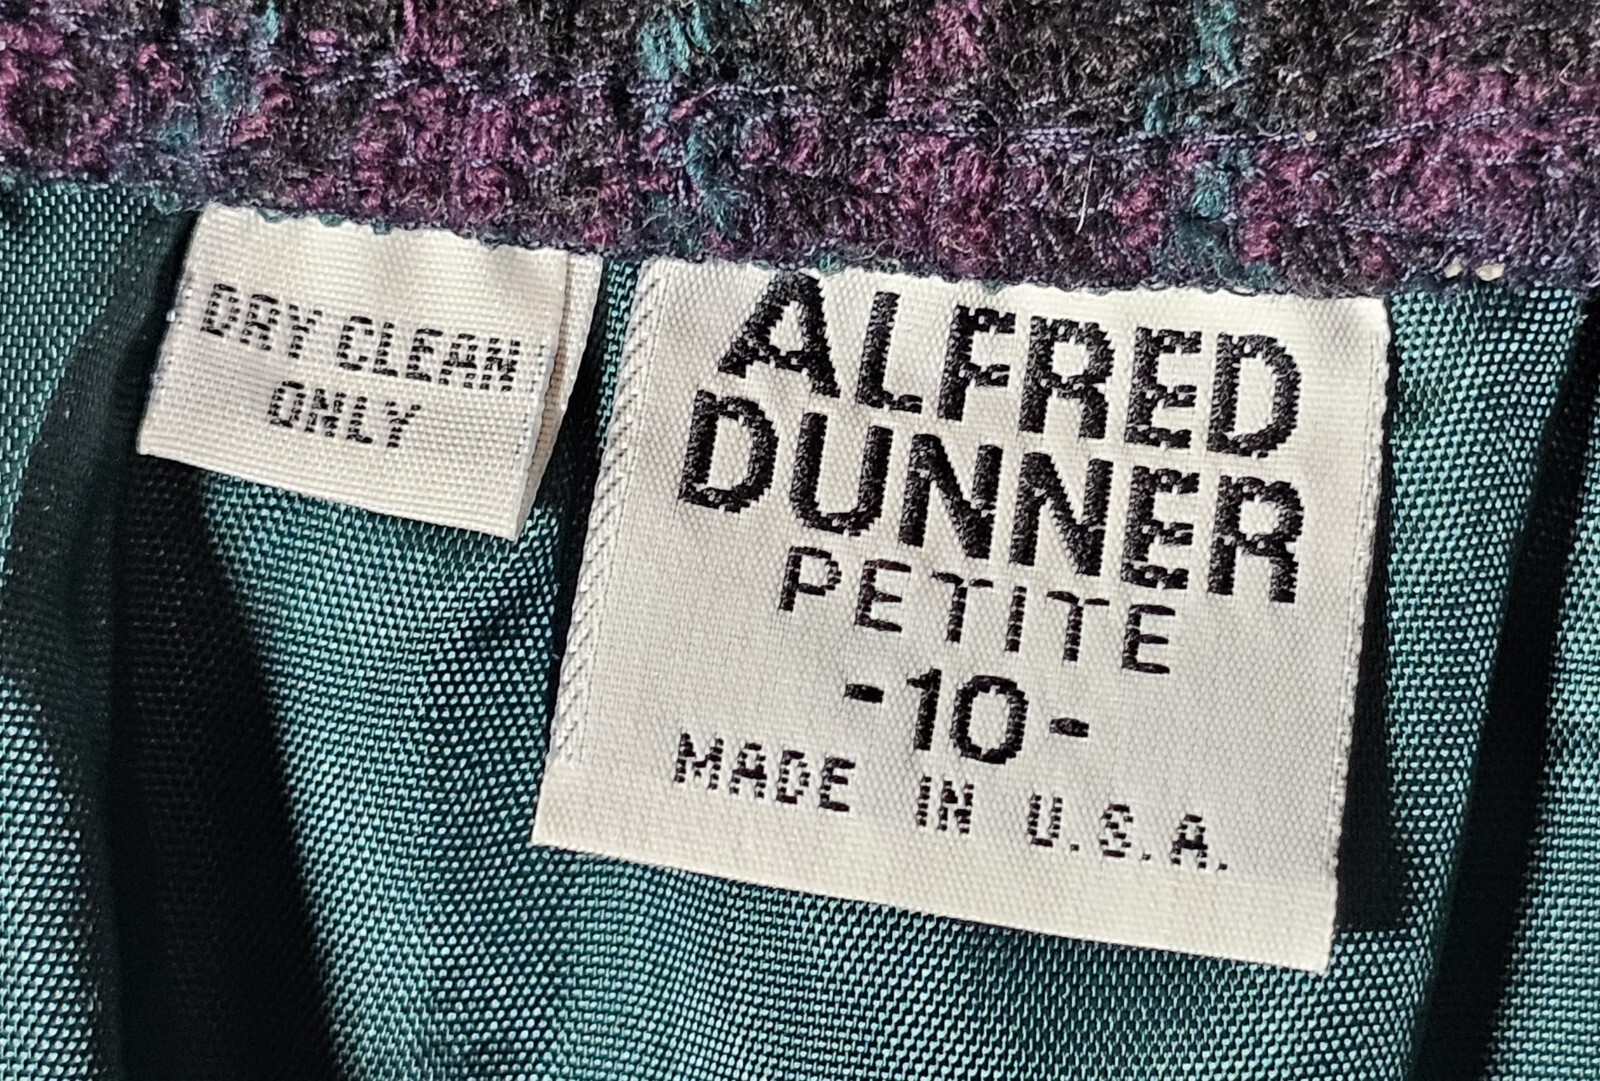 DRY CLEAN
ONLY
ALFRED
DUNNER
PETITE
-10-
MADE IN U.S.A.